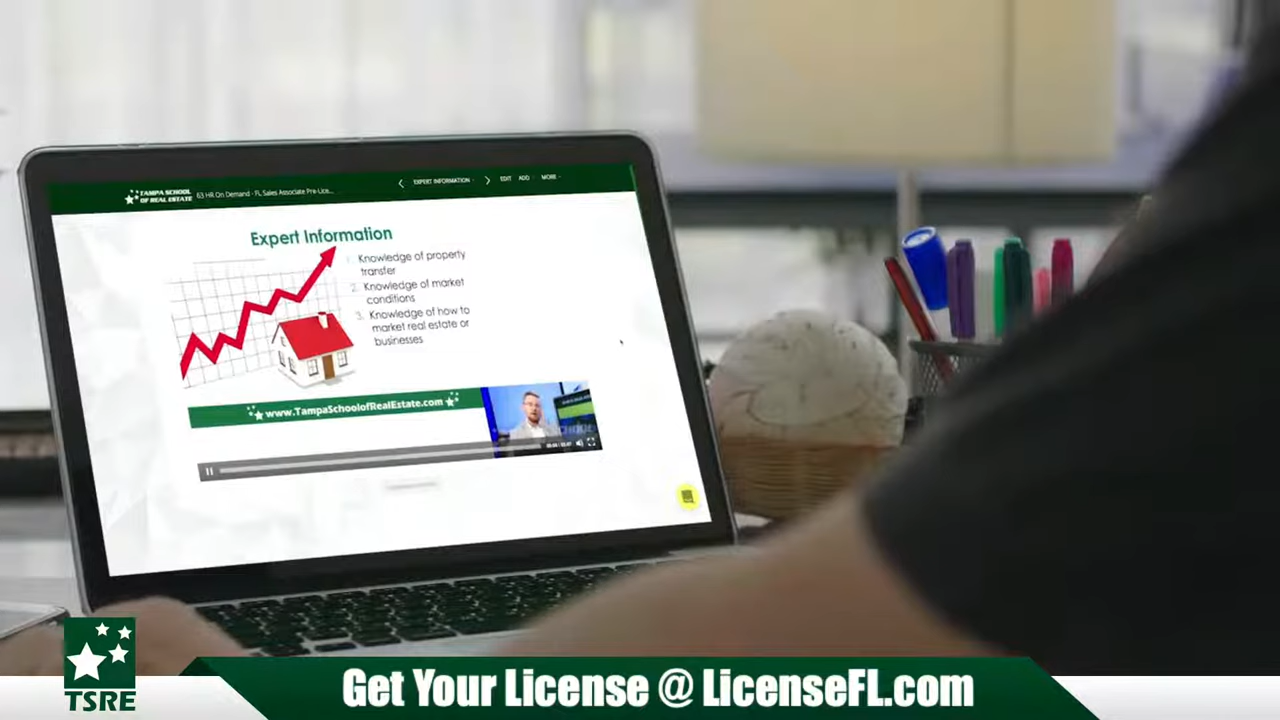 TAMPA SCHOOL
OF REAL ESTATE
63 HR On Demand - FL Sales Associate Pre-Lice...
EXPERT INFORMATION
EDIT
ADD
MORE
Expert Information
1. Knowledge of property
transfer
2. Knowledge of market
conditions
3. Knowledge of how to
market real estate or
businesses
www.TampaSchoolofRealEstate.com
TSRE
Get Your License @ LicenseFL.com